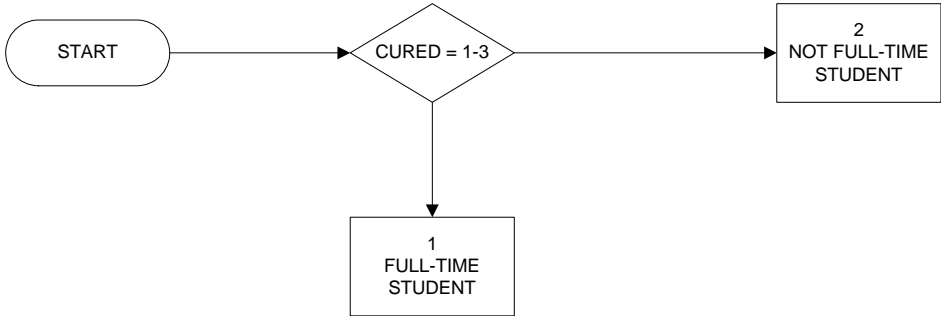 START
CURED = 1-3
2
NOT FULL-TIME
STUDENT
1
FULL-TIME
STUDENT